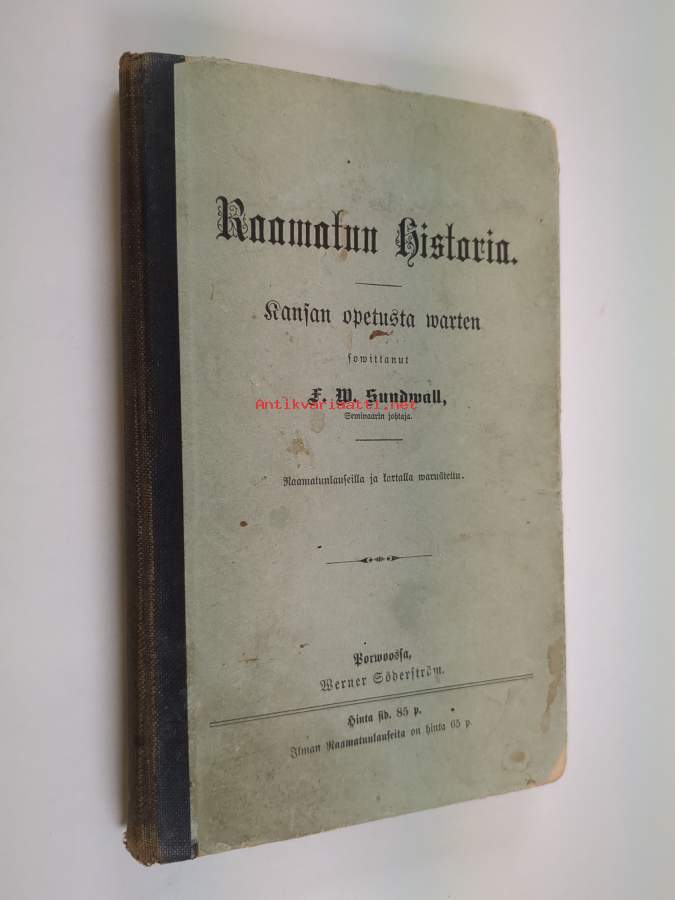 Raamatun Historia.
Kansan opetusta warten
sowittanut
F. W. Sundwall,
Antikvariaatti.net
Seminaarin johtaja.
Raamatunlauseilla ja kartalla warustettu.
Porwoossa,
Werner Söderström.
Hinta sid. 85 p.
Ilman Raamatunlauseita on hinta 65 p.